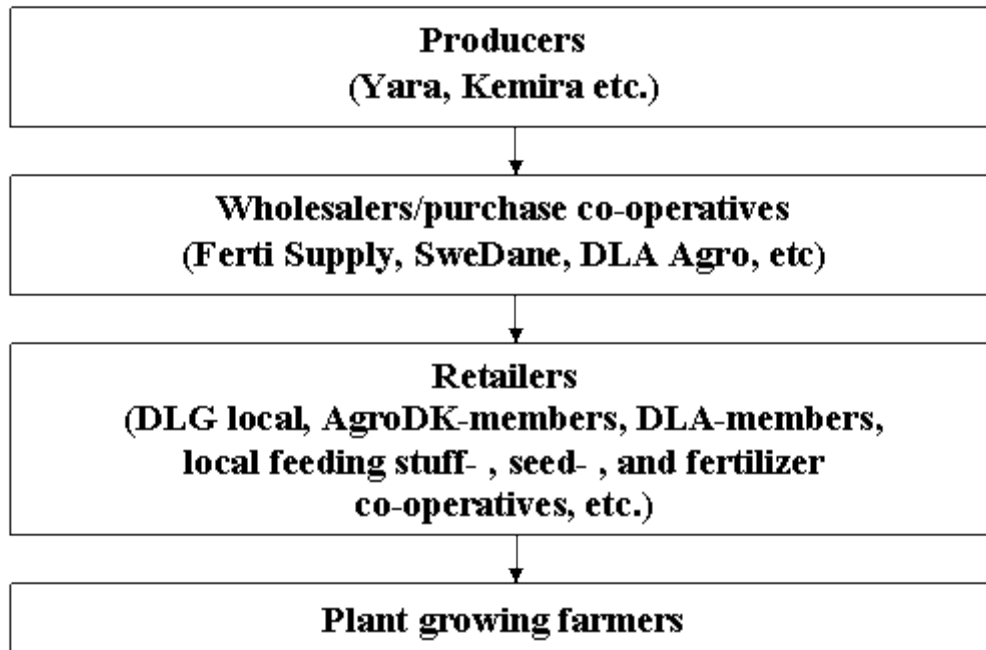 Producers
(Yara, Kemira etc.)
Wholesalers/purchase co-operatives
(Ferti Supply, SweDane, DLA Agro, etc)
Retailers
(DLG local, AgroDK-members, DLA-members,
local feeding stuff- , seed- , and fertilizer
co-operatives, etc.)
Plant growing farmers